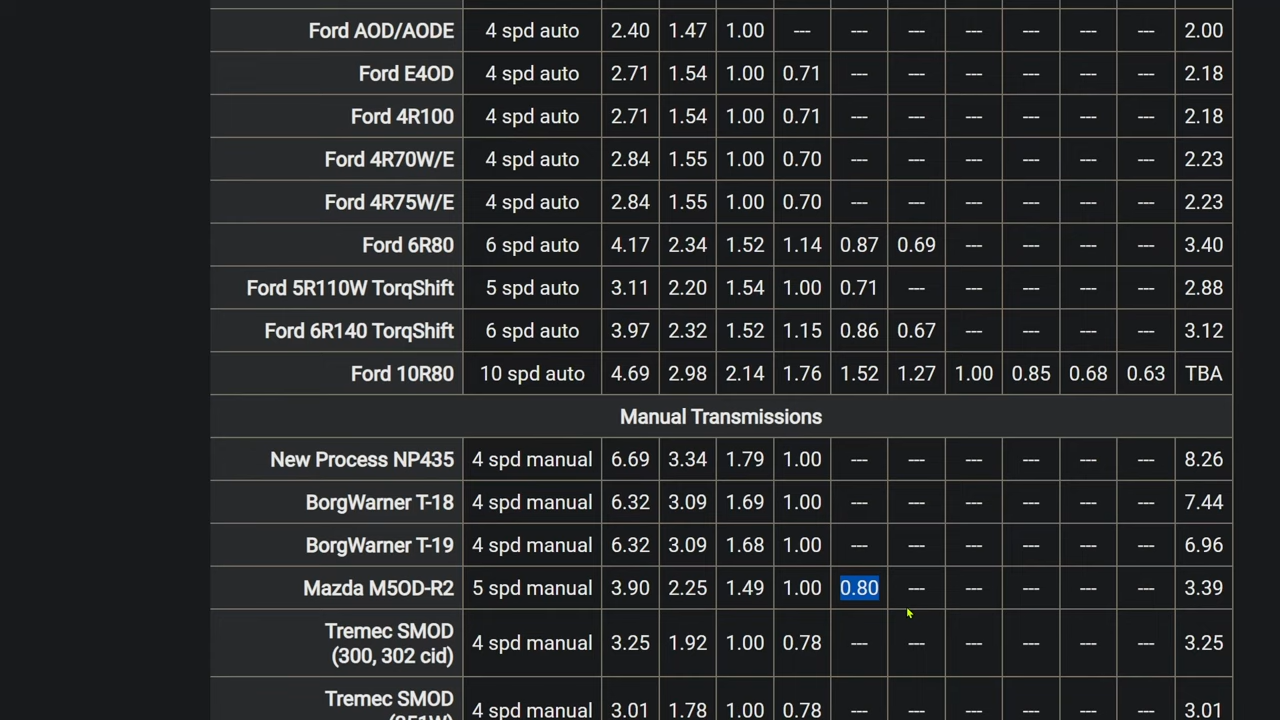 Ford AOD/AODE 4 spd auto 2.40 1.47 1.00 --- --- --- --- --- --- --- 2.00
Ford E4OD 4 spd auto 2.71 1.54 1.00 0.71 --- --- --- --- --- --- 2.18
Ford 4R100 4 spd auto 2.71 1.54 1.00 0.71 --- --- --- --- --- --- 2.18
Ford 4R70W/E 4 spd auto 2.84 1.55 1.00 0.70 --- --- --- --- --- --- 2.23
Ford 4R75W/E 4 spd auto 2.84 1.55 1.00 0.70 --- --- --- --- --- --- 2.23
Ford 6R80 6 spd auto 4.17 2.34 1.52 1.14 0.87 0.69 --- --- --- --- 3.40
Ford 5R110W TorqShift 5 spd auto 3.11 2.20 1.54 1.00 0.71 --- --- --- --- --- 2.88
Ford 6R140 TorqShift 6 spd auto 3.97 2.32 1.52 1.15 0.86 0.67 --- --- --- --- 3.12
Ford 10R80 10 spd auto 4.69 2.98 2.14 1.76 1.52 1.27 1.00 0.85 0.68 0.63 TBA
Manual Transmissions
New Process NP435 4 spd manual 6.69 3.34 1.79 1.00 --- --- --- --- --- --- 8.26
BorgWarner T-18 4 spd manual 6.32 3.09 1.69 1.00 --- --- --- --- --- --- 7.44
BorgWarner T-19 4 spd manual 6.32 3.09 1.68 1.00 --- --- --- --- --- --- 6.96
Mazda M5OD-R2 5 spd manual 3.90 2.25 1.49 1.00 0.80 --- --- --- --- --- 3.39
Tremec SMOD
(300, 302 cid) 4 spd manual 3.25 1.92 1.00 0.78 --- --- --- --- --- --- 3.25
Tremec SMOD
(351W) 4 spd manual 3.01 1.78 1.00 0.78 --- --- --- --- --- --- 3.01